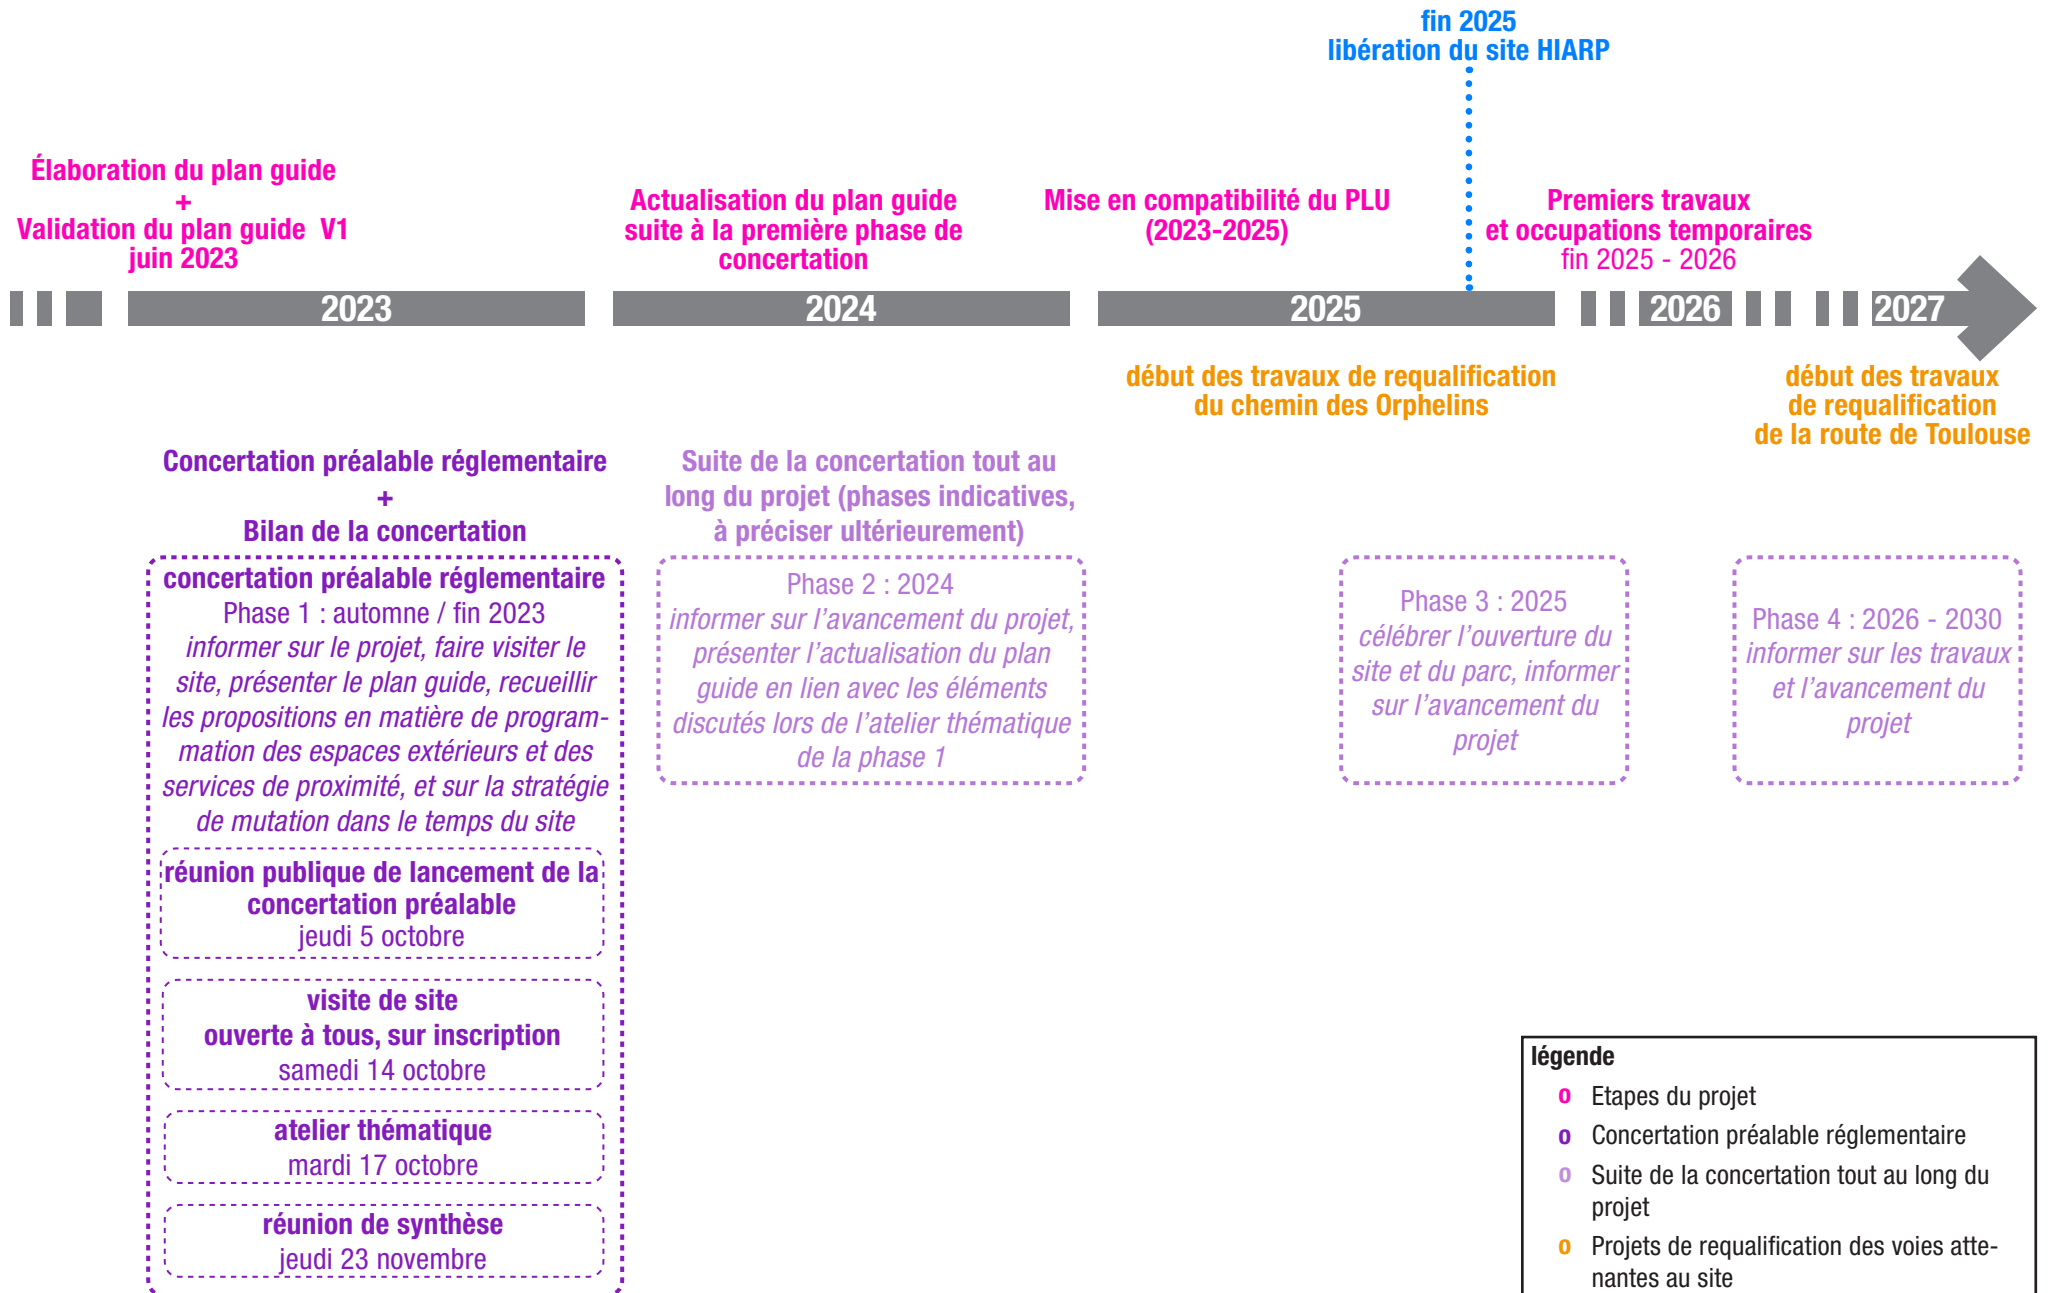 fin 2025
libération du site HIARP
Élaboration du plan guide
+
Validation du plan guide  V1
juin 2023
Actualisation du plan guide
suite à la première phase de
concertation
Mise en compatibilité du PLU
(2023-2025)
Premiers travaux
et occupations temporaires
fin 2025 - 2026
2023
2024
2025
2026
2027
début des travaux de requalification
du chemin des Orphelins
début des travaux
de requalification
de la route de Toulouse
Concertation préalable réglementaire
+
Bilan de la concertation
concertation préalable réglementaire
Phase 1 : automne / fin 2023
informer sur le projet, faire visiter le
site, présenter le plan guide, recueillir
les propositions en matière de program-
mation des espaces extérieurs et des
services de proximité, et sur la stratégie
de mutation dans le temps du site
réunion publique de lancement de la
concertation préalable
jeudi 5 octobre
visite de site
ouverte à tous, sur inscription
samedi 14 octobre
atelier thématique
mardi 17 octobre
réunion de synthèse
jeudi 23 novembre
Suite de la concertation tout au
long du projet (phases indicatives,
à préciser ultérieurement)
Phase 2 : 2024
informer sur l’avancement du projet,
présenter l’actualisation du plan
guide en lien avec les éléments
discutés lors de l’atelier thématique
de la phase 1
Phase 3 : 2025
célébrer l’ouverture du
site et du parc, informer
sur l’avancement du
projet
Phase 4 : 2026 - 2030
informer sur les travaux
et l’avancement du
projet
légende
o Etapes du projet
o Concertation préalable réglementaire
o Suite de la concertation tout au long du
projet
o Projets de requalification des voies atte-
nantes au site